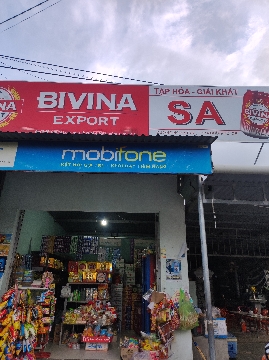 BIVINA
EXPORT
TẠP HÓA - GIẢI KHÁT
SA
mobifone